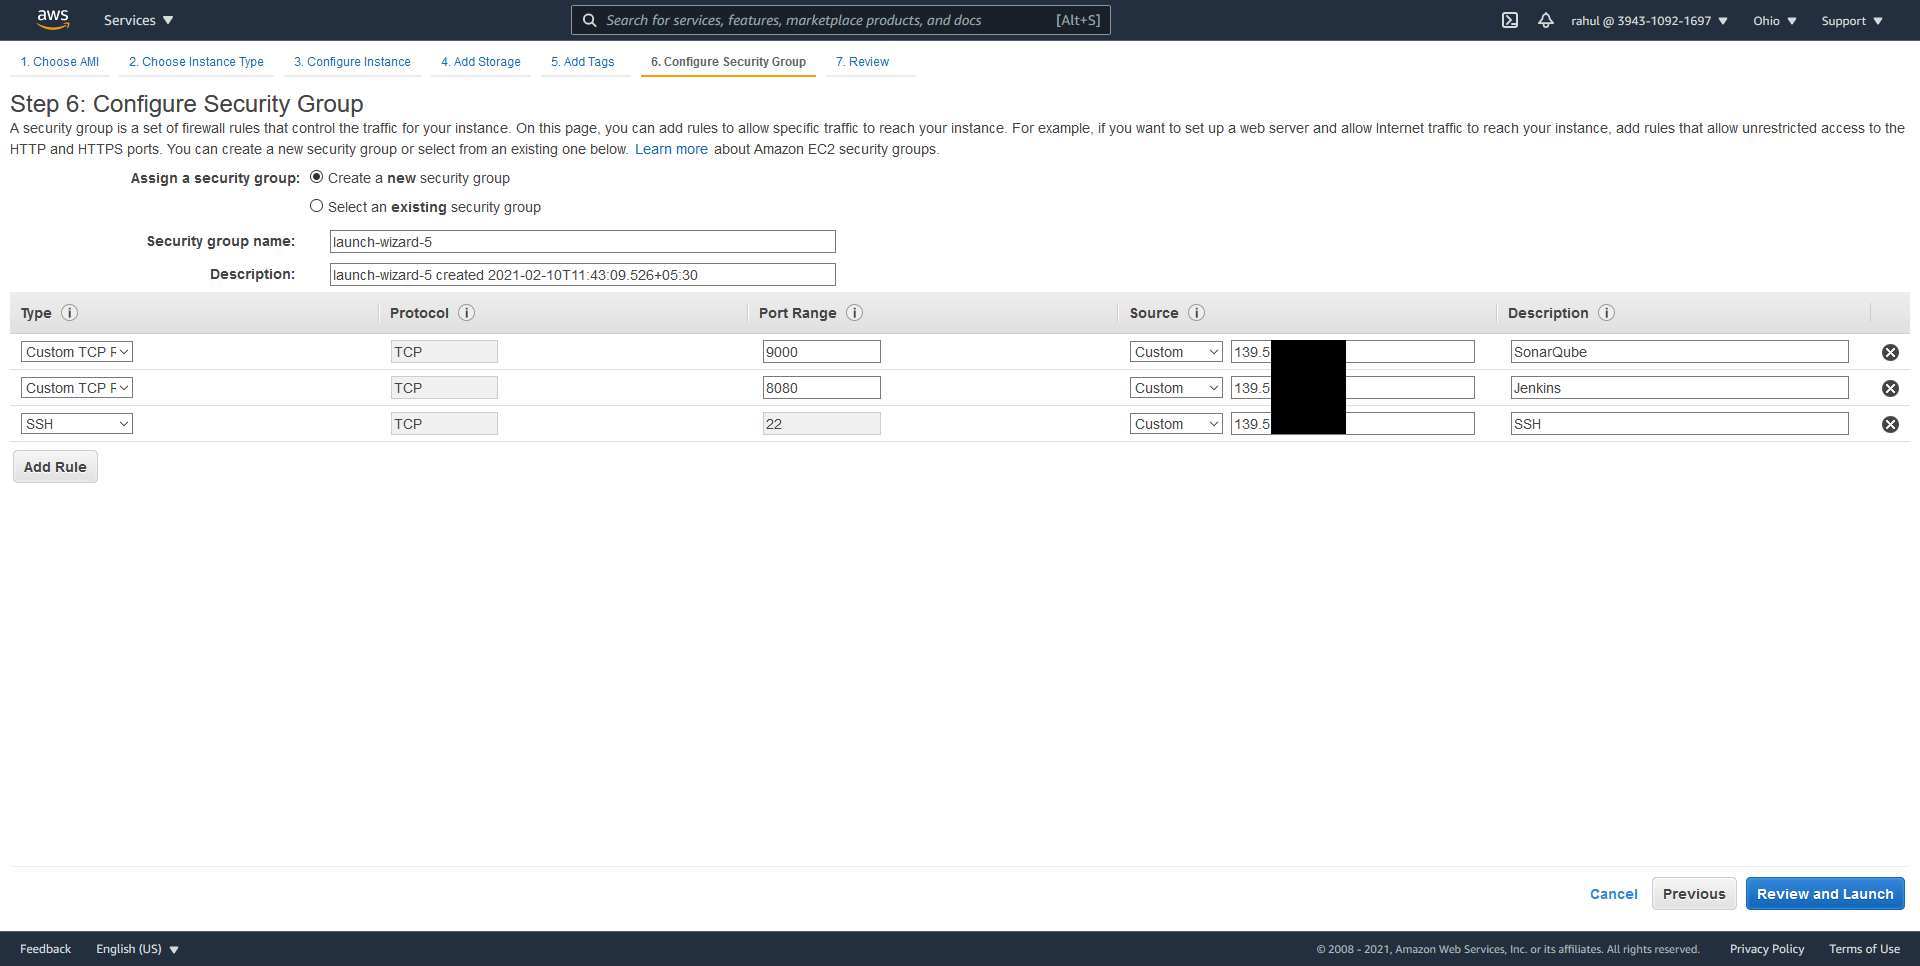 aws Services Search for services, features, marketplace products, and docs [Alt+S] rahul @ 3943-1092-1697 Ohio Support
1. Choose AMI 2. Choose Instance Type 3. Configure Instance 4. Add Storage 5. Add Tags 6. Configure Security Group 7. Review
Step 6: Configure Security Group
A security group is a set of firewall rules that control the traffic for your instance. On this page, you can add rules to allow specific traffic to reach your instance. For example, if you want to set up a web server and allow Internet traffic to reach your instance, add rules that allow unrestricted access to the
HTTP and HTTPS ports. You can create a new security group or select from an existing one below. Learn more about Amazon EC2 security groups.
Assign a security group: Create a new security group
Select an existing security group
Security group name: launch-wizard-5
Description: launch-wizard-5 created 2021-02-10T11:43:09.526+05:30
Type i Protocol i Port Range i Source i Description i
Custom TCP TCP 9000 Custom 139.5 SonarQube
Custom TCP TCP 8080 Custom 139.5 Jenkins
SSH TCP 22 Custom 139.5 SSH
Add Rule
Cancel Previous Review and Launch
Feedback English (US) © 2008 - 2021, Amazon Web Services, Inc. or its affiliates. All rights reserved. Privacy Policy Terms of Use